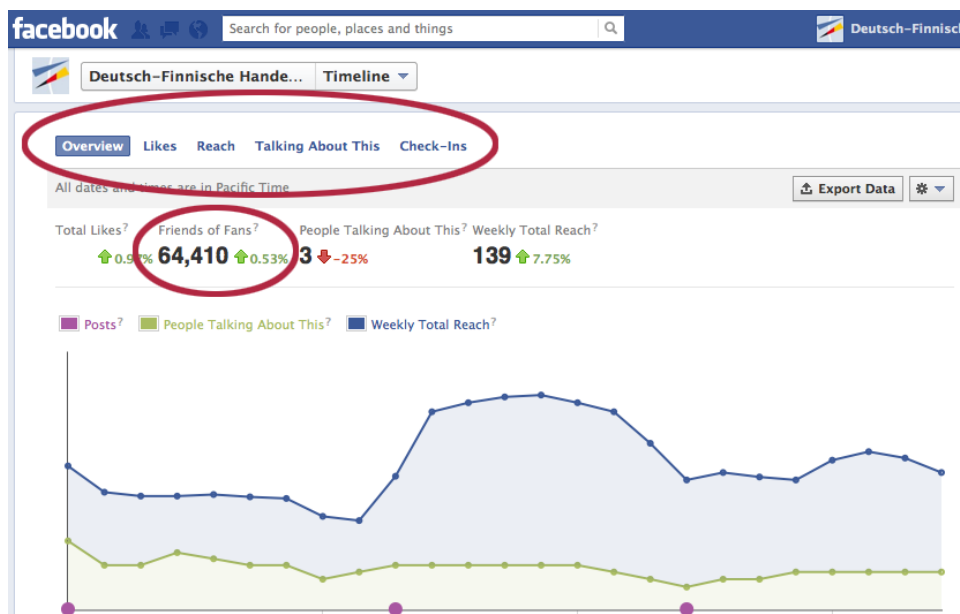 facebook Search for people, places and things Deutsch-Finnisc
Deutsch-Finnische Hande... Timeline
Overview Likes Reach Talking About This Check-Ins
All dates and times are in Pacific Time Export Data
Total Likes? Friends of Fans? People Talking About This? Weekly Total Reach?
0.97% 64,410 0.53% 3 -25% 139 7.75%
Posts? People Talking About This? Weekly Total Reach?